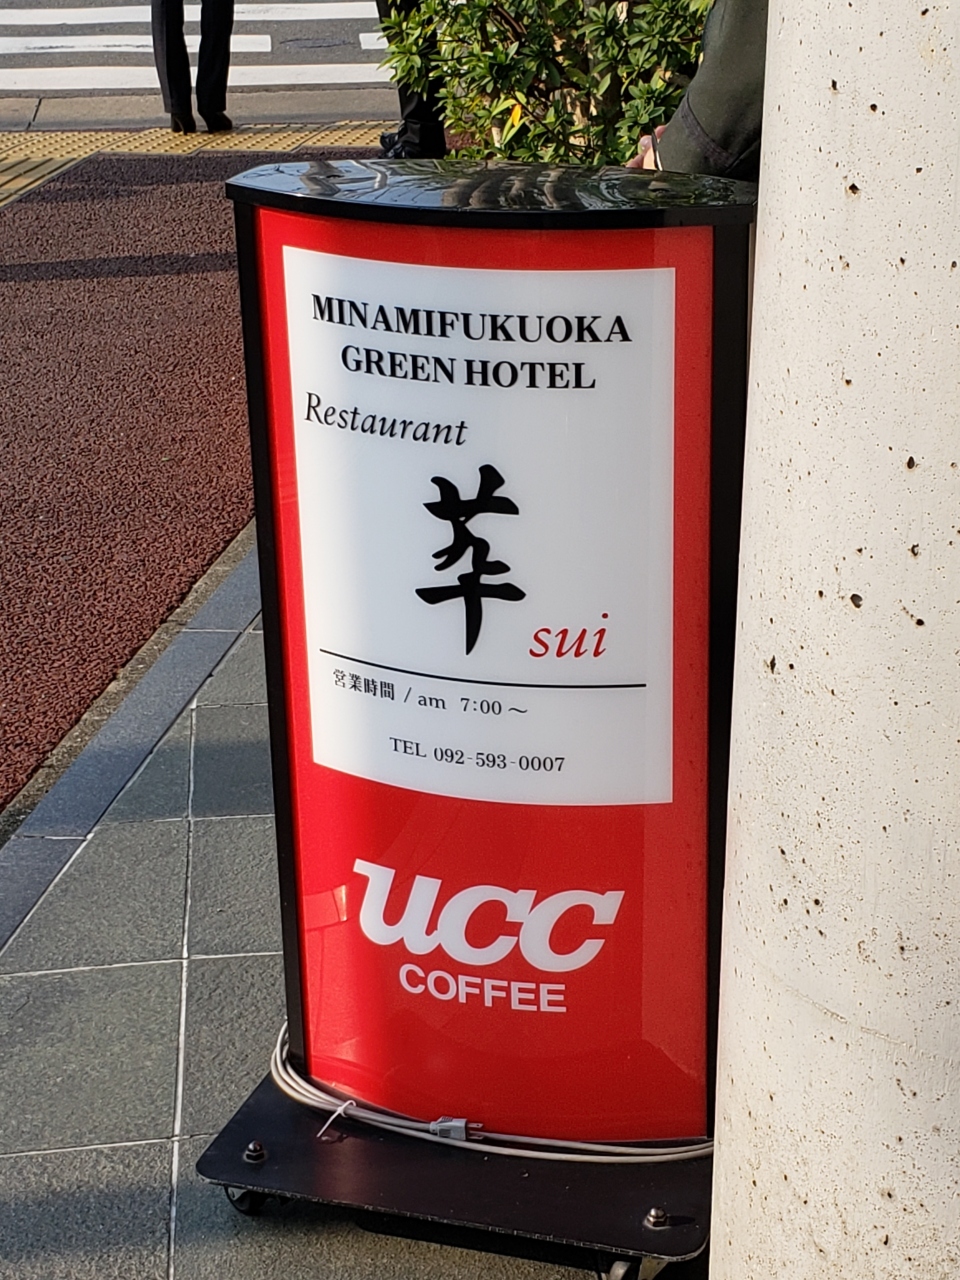 MINAMIFUKUOKA
GREEN HOTEL
Restaurant
萃
sui
営業時間 / am 7:00～
TEL 092-593-0007
ucc
COFFEE